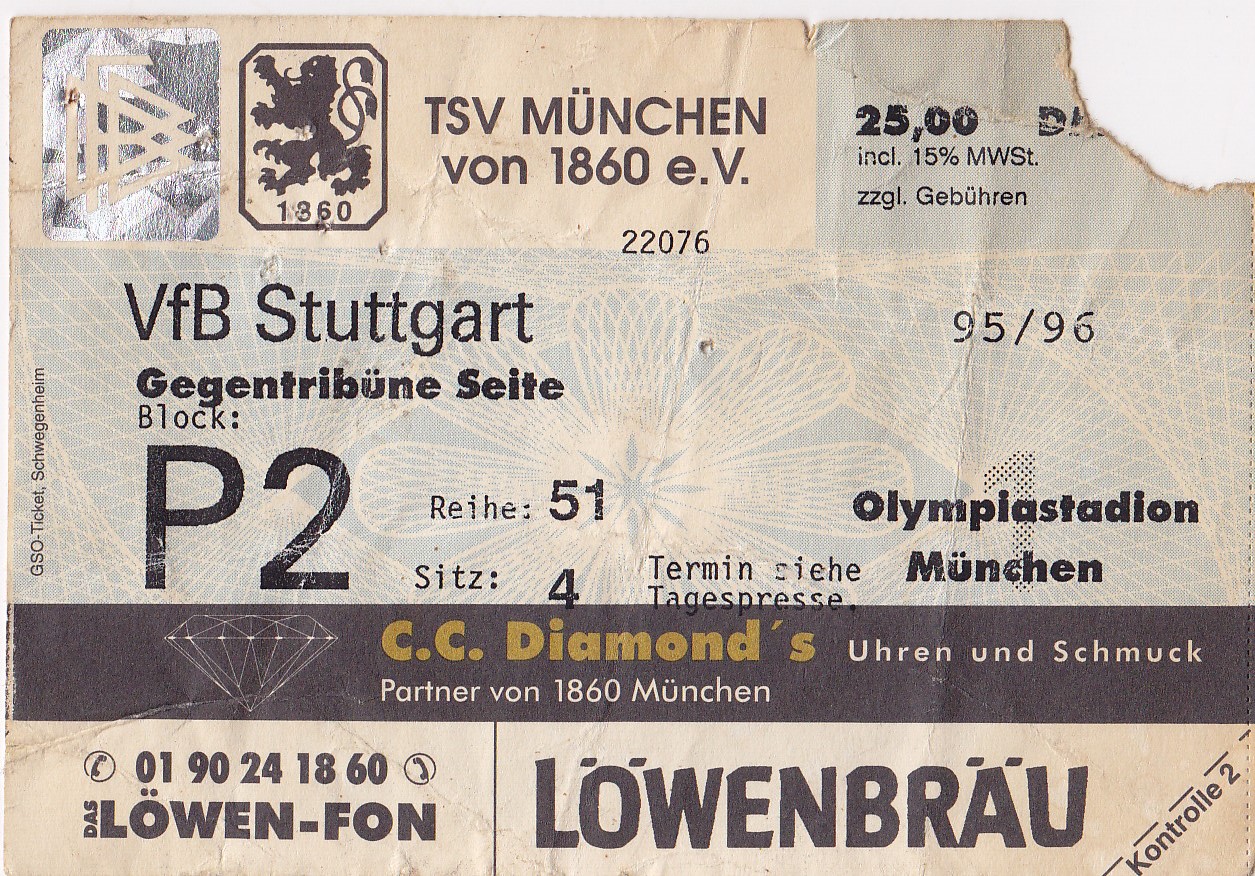 1860
TSV MÜNCHEN
von 1860 e.V.
22076
25,00
incl. 15% MWSt.
zzgl. Gebühren
VfB Stuttgart
95/96
Gegentribüne Seite
Block:
P2
Reihe: 51
Sitz: 4
Termin siehe
Tagespresse.
1
Olympiastadion
München
GSO-Ticket, Schwegenheim
C.C. Diamond´s Uhren und Schmuck
Partner von 1860 München
01 90 24 18 60
DAS LÖWEN-FON
LÖWENBRÄU
Kontrolle 2